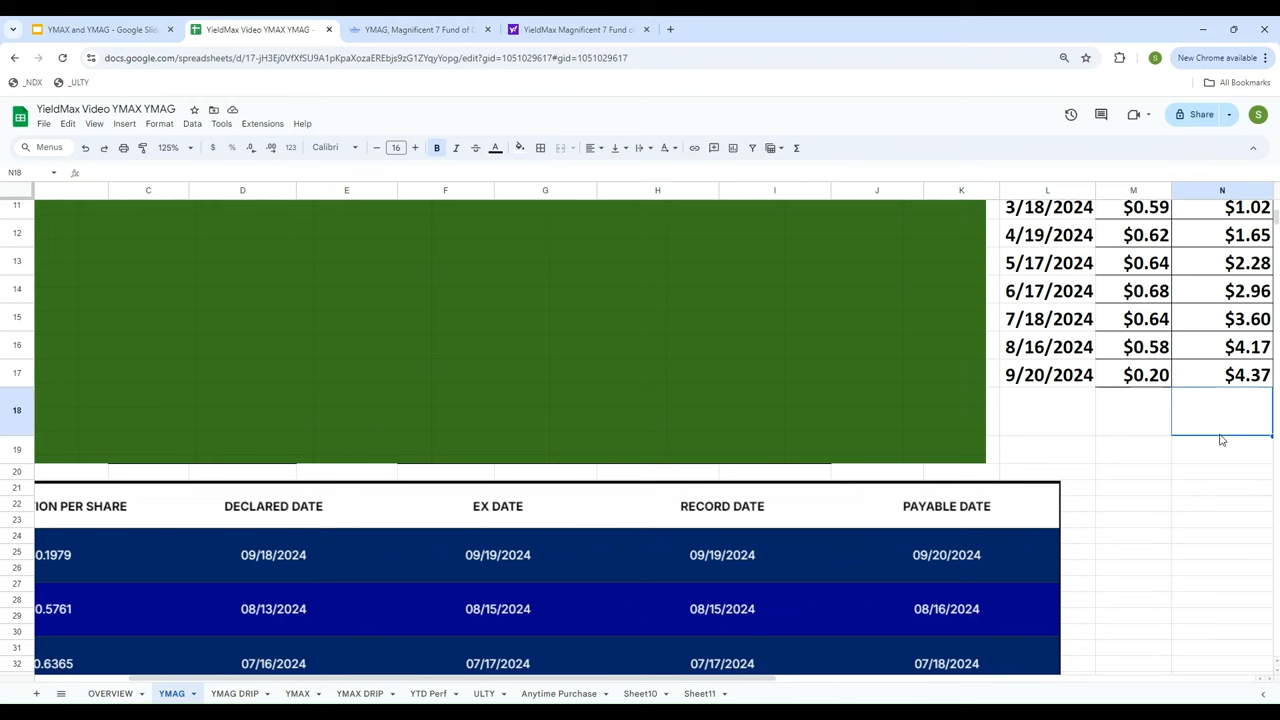 YMAX and YMAG - Google Slid
YieldMax Video YMAX YMAG -
YMAG, Magnificent 7 Fund of O
YieldMax Magnificent 7 Fund of
docs.google.com/spreadsheets/d/17-jH3Ej0VfXfSU9A1pKpaXozaEREbjs9zG1ZYqyYopg/edit?gid=1051029617#gid=1051029617
S
New Chrome available
_NDX
_ULTY
All Bookmarks
YieldMax Video YMAX YMAG
File Edit View Insert Format Data Tools Extensions Help
Share
S
Menus
125%
$ % .0 .00 123
Calibri
16
B I S A
N18
fx
C D E F G H I J K L M N
11 3/18/2024 $0.59 $1.02
12 4/19/2024 $0.62 $1.65
13 5/17/2024 $0.64 $2.28
14 6/17/2024 $0.68 $2.96
15 7/18/2024 $0.64 $3.60
16 8/16/2024 $0.58 $4.17
17 9/20/2024 $0.20 $4.37
18
19
20
21
22 ION PER SHARE DECLARED DATE EX DATE RECORD DATE PAYABLE DATE
23
24
25 0.1979 09/18/2024 09/19/2024 09/19/2024 09/20/2024
26
27
28 0.5761 08/13/2024 08/15/2024 08/15/2024 08/16/2024
29
30
31
32 0.6365 07/16/2024 07/17/2024 07/17/2024 07/18/2024
OVERVIEW YMAG YMAG DRIP YMAX YMAX DRIP YTD Perf ULTY Anytime Purchase Sheet10 Sheet11